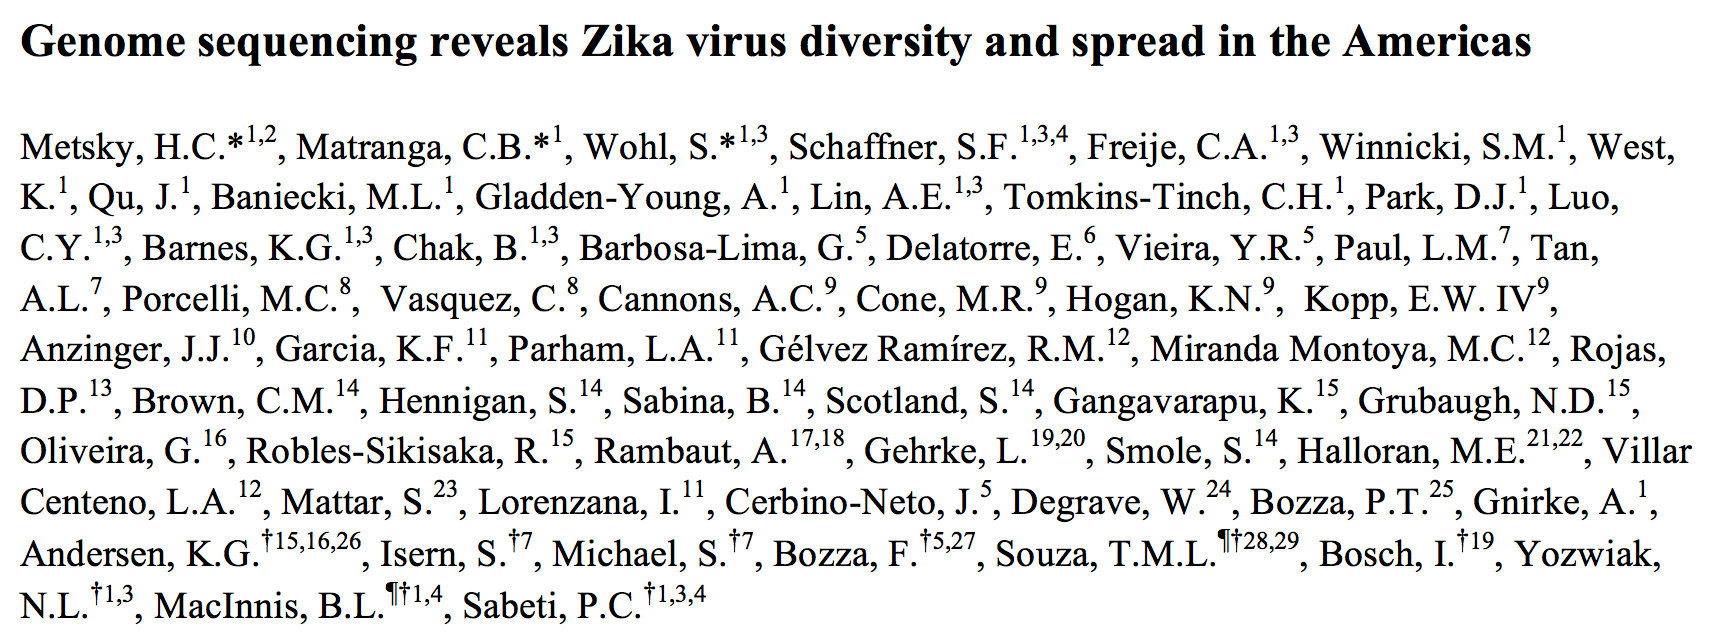 Genome sequencing reveals Zika virus diversity and spread in the Americas
Metsky, H.C.*1,2, Matranga, C.B.*1, Wohl, S.*1,3, Schaffner, S.F.1,3,4, Freije, C.A.1,3, Winnicki, S.M.1, West,
K.1, Qu, J.1, Baniecki, M.L.1, Gladden-Young, A.1, Lin, A.E.1,3, Tomkins-Tinch, C.H.1, Park, D.J.1, Luo,
C.Y.1,3, Barnes, K.G.1,3, Chak, B.1,3, Barbosa-Lima, G.5, Delatorre, E.6, Vieira, Y.R.5, Paul, L.M.7, Tan,
A.L.7, Porcelli, M.C.8, Vasquez, C.8, Cannons, A.C.9, Cone, M.R.9, Hogan, K.N.9, Kopp, E.W. IV9,
Anzinger, J.J.10, Garcia, K.F.11, Parham, L.A.11, Gélvez Ramírez, R.M.12, Miranda Montoya, M.C.12, Rojas,
D.P.13, Brown, C.M.14, Hennigan, S.14, Sabina, B.14, Scotland, S.14, Gangavarapu, K.15, Grubaugh, N.D.15,
Oliveira, G.16, Robles-Sikisaka, R.15, Rambaut, A.17,18, Gehrke, L.19,20, Smole, S.14, Halloran, M.E.21,22, Villar
Centeno, L.A.12, Mattar, S.23, Lorenzana, I.11, Cerbino-Neto, J.5, Degrave, W.24, Bozza, P.T.25, Gnirke, A.1,
Andersen, K.G.†15,16,26, Isern, S.†7, Michael, S.†7, Bozza, F.†5,27, Souza, T.M.L.¶†28,29, Bosch, I.†19, Yozwiak,
N.L.†1,3, MacInnis, B.L.¶†1,4, Sabeti, P.C.†1,3,4